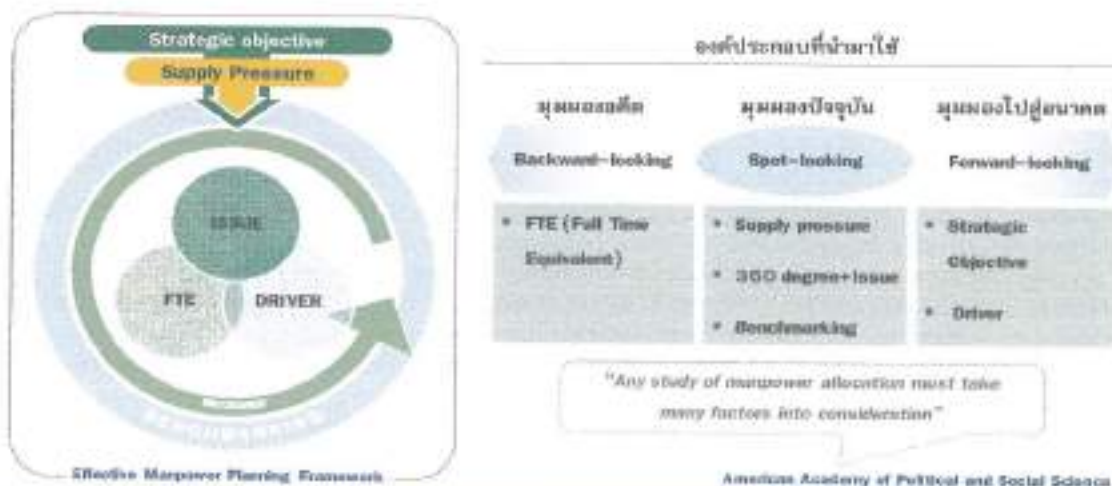 Strategic objective
Supply Pressure
ISSUE
FTE
DRIVER
Effective Manpower Planning Framework
องค์ประกอบที่นำมาใช้
มุมมองอดีต
มุมมองปัจจุบัน
มุมมองไปสู่อนาคต
Backward-looking
Spot-looking
Forward-looking
• FTE (Full Time
Equivalent)
• Supply pressure
• 360 degree+Issue
• Benchmarking
• Strategic
Objective
• Driver
"Any study of manpower allocation must take
many factors into consideration"
American Academy of Political and Social Science